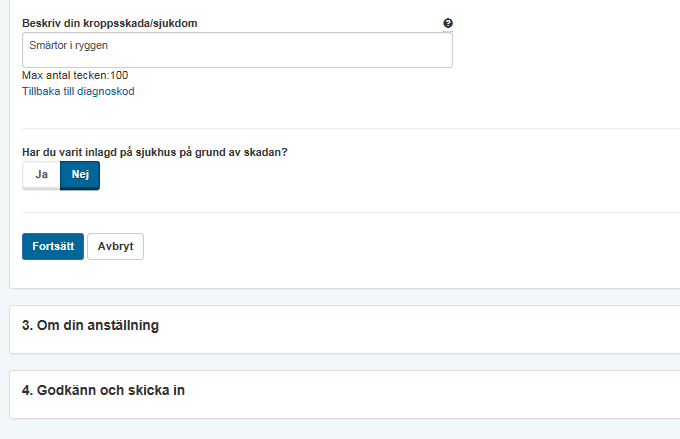 Beskriv din kroppsskada/sjukdom
Smärtor i ryggen
Max antal tecken:100
Tillbaka till diagnoskod
Har du varit inlagd på sjukhus på grund av skadan?
Ja Nej
Fortsätt Avbryt
3. Om din anställning
4. Godkänn och skicka in